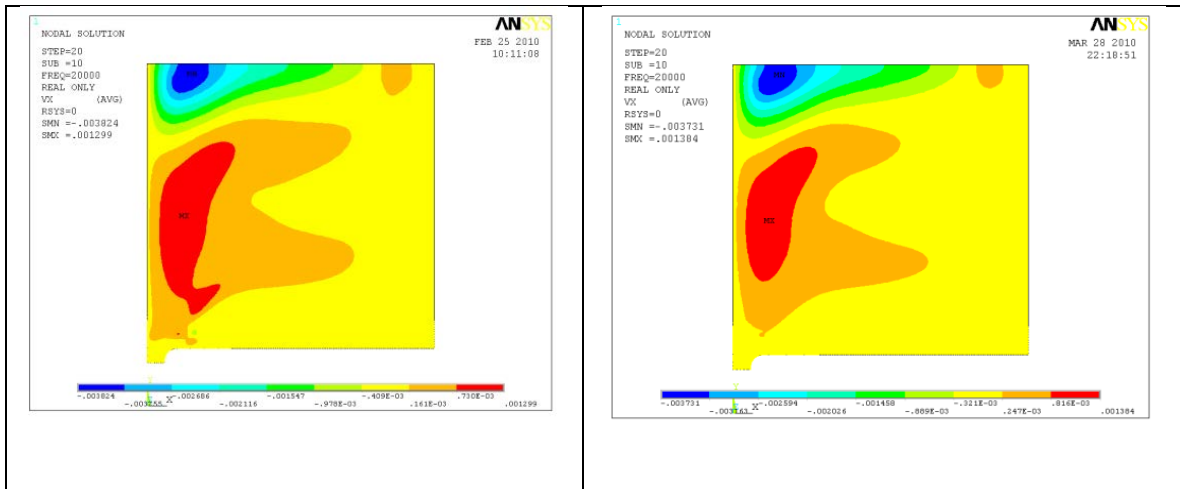 1
ANSYS
NODAL SOLUTION
FEB 25 2010
10:11:08
STEP=20
SUB =10
FREQ=20000
REAL ONLY
VX (AVG)
RSYS=0
SMN =-.003824
SMX =.001299
MX
X
-.003824 -.002686 -.001547 -.409E-03 .730E-03
-.003255 -.002116 -.978E-03 .161E-03 .001299
1
ANSYS
NODAL SOLUTION
MAR 28 2010
22:18:51
STEP=20
SUB =10
FREQ=20000
REAL ONLY
VX (AVG)
RSYS=0
SMN =-.003731
SMX =.001384
MX
X
-.003731 -.002594 -.001458 -.321E-03 .816E-03
-.003163 -.002026 -.889E-03 .247E-03 .001384